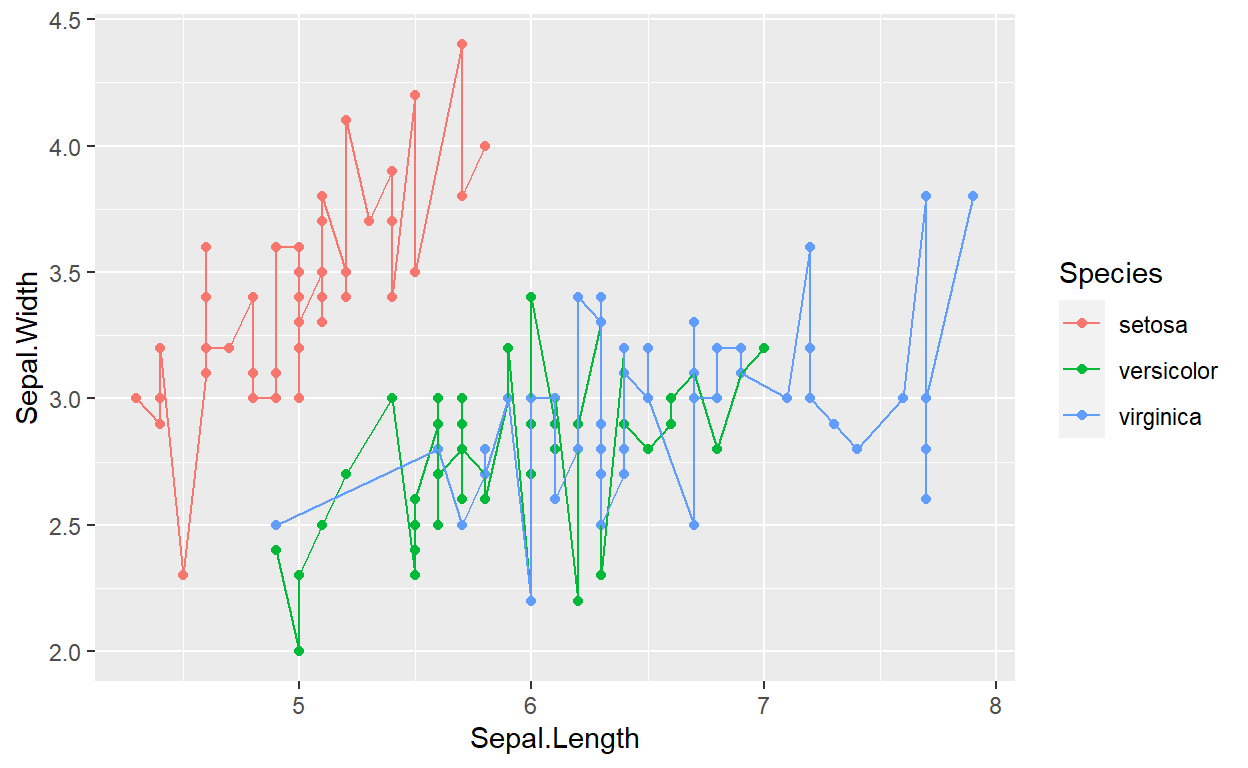 4.5
4.0
3.5
3.0
2.5
2.0
Sepal.Width
5 6 7 8
Sepal.Length
Species
setosa
versicolor
virginica